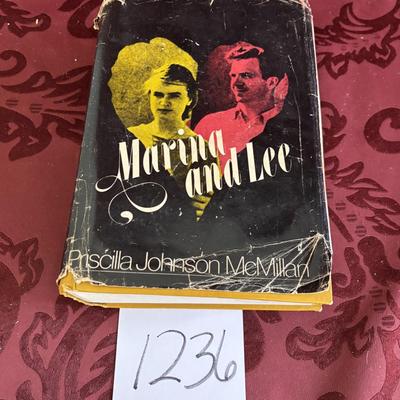 Marina
and Lee
Priscilla Johnson McMillan
1236